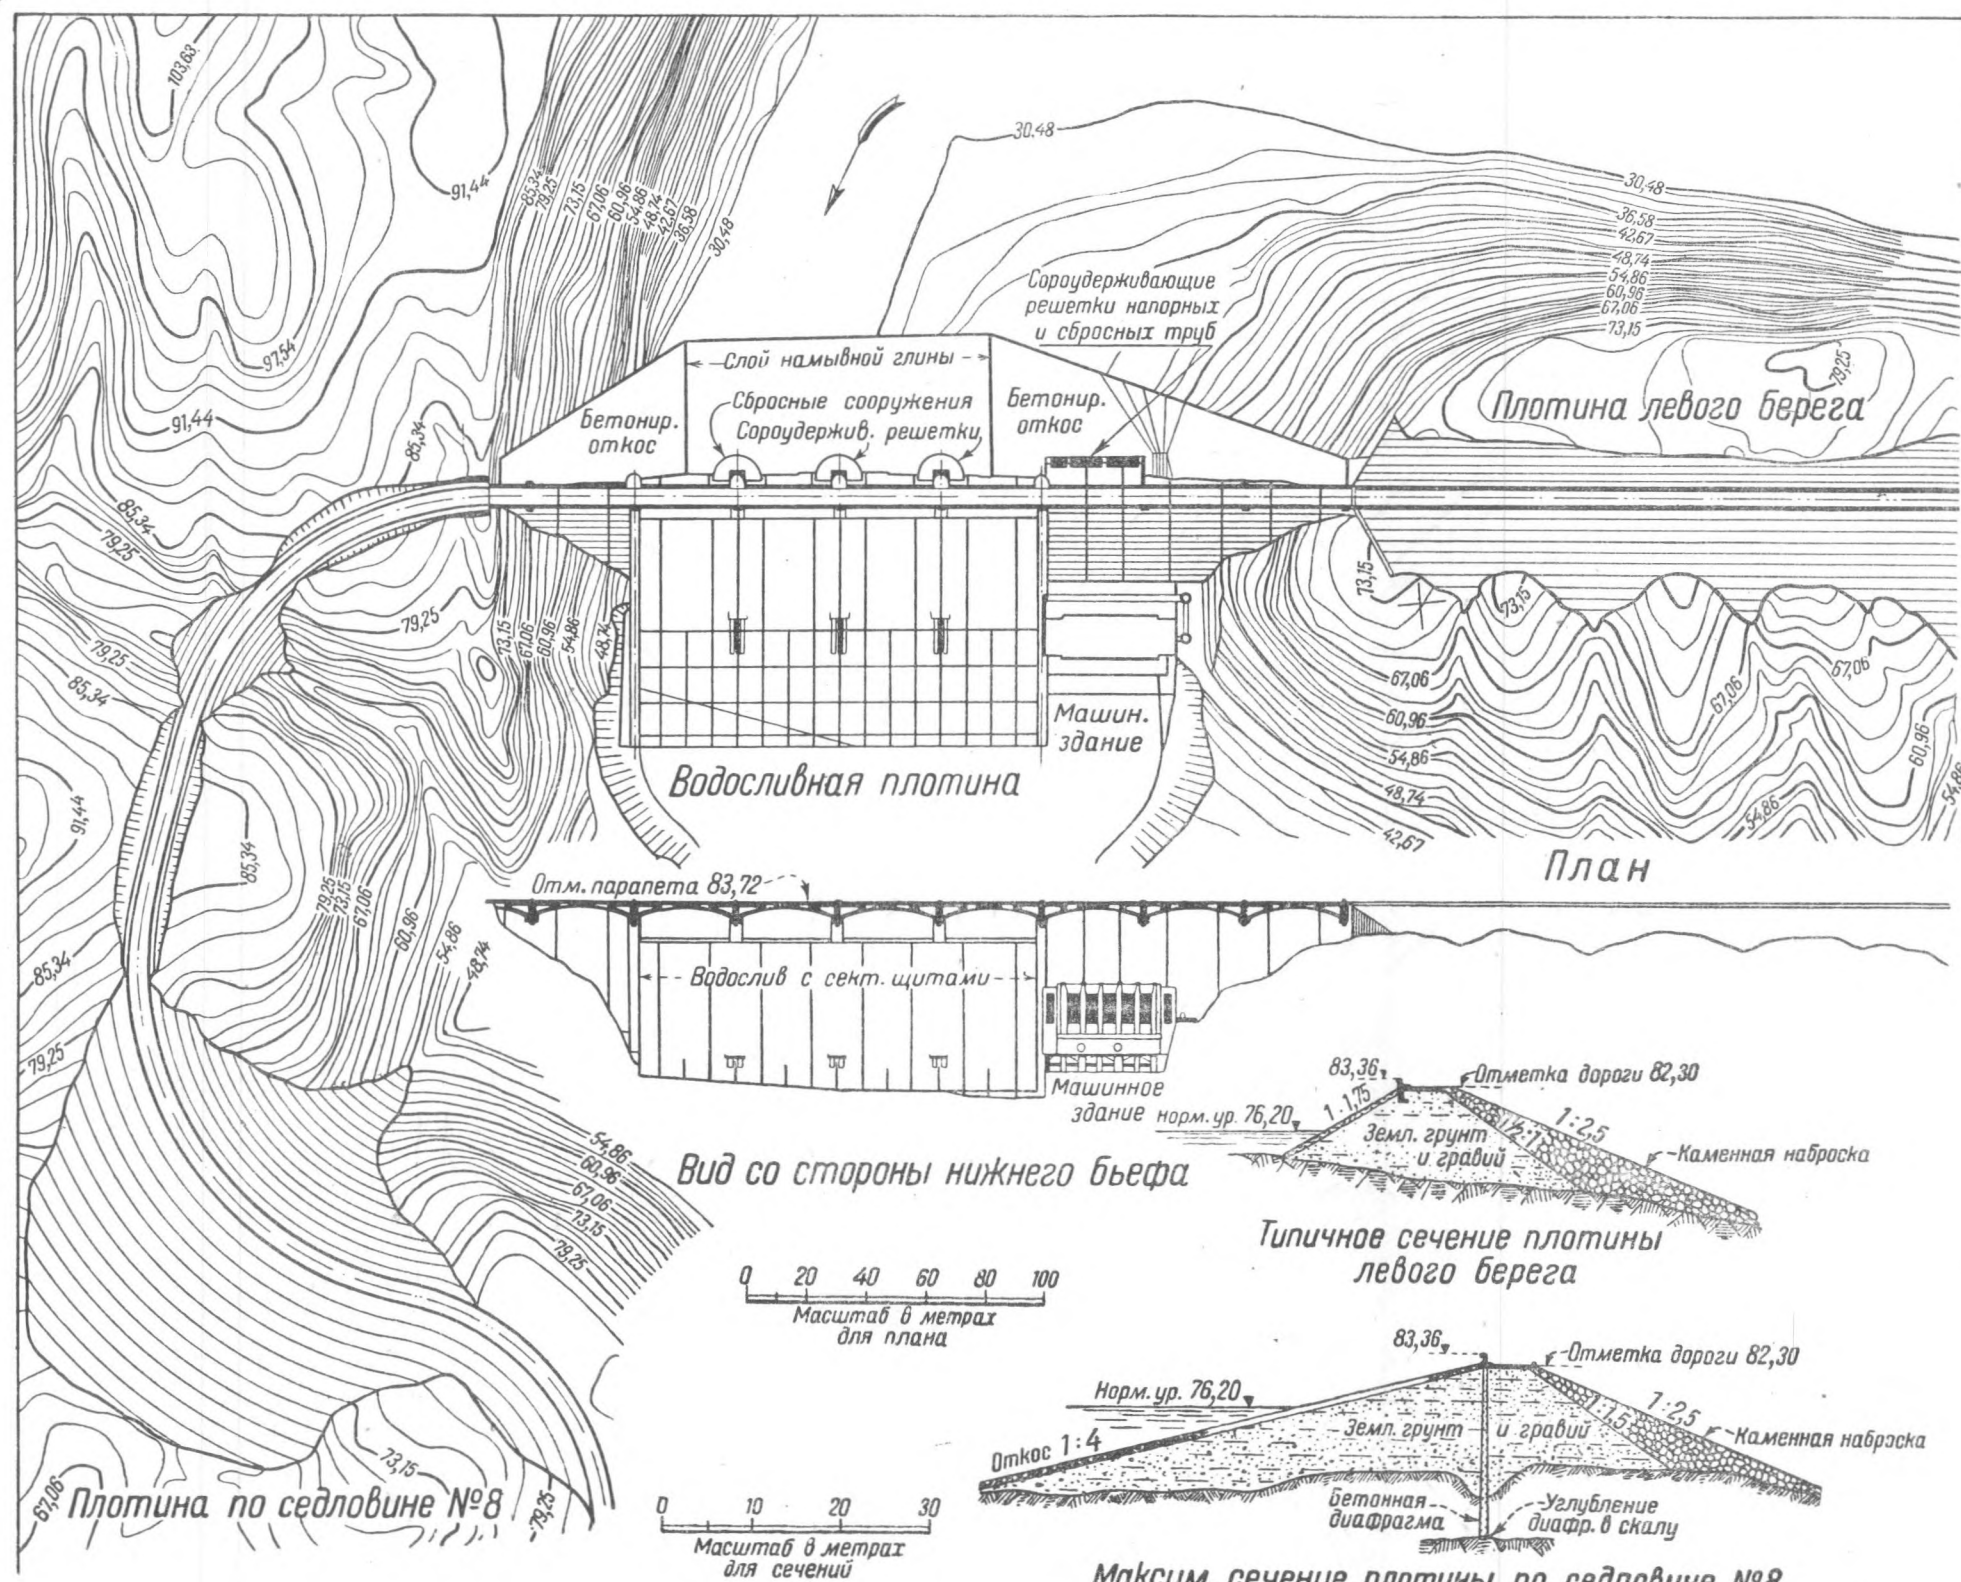 103,63
91,44
97,54
91,44
85,34
85,34
79,25
85,34
79,25
73,15
67,06
60,96
54,86
48,74
42,67
36,58
30,48
30,48
30,48
36,58
42,67
48,74
54,86
60,96
67,06
73,15
79,25
Сороудерживающие
решетки напорных
и сбросных труб
Слой намывной глины
Сбросные сооружения
Сороудержив. решетки
Бетонир.
откос
Бетонир.
откос
Плотина левого берега
79,25
85,34
79,25
73,15
67,06
60,96
54,86
48,74
73,15
73,15
67,06
60,96
54,86
48,74
42,67
67,06
67,06
60,96
54,86
54,86
Машин.
здание
Водосливная плотина
План
91,44
85,34
79,25
73,15
67,06
60,96
54,86
48,74
85,34
79,25
Отм. парапета 83,72
Водослив с сект. щитами
Машинное
здание
Вид со стороны нижнего бьефа
54,86
60,96
67,06
73,15
79,25
83,36
Отметка дороги 82,30
норм. ур. 76,20
1:1,75
1:2,5
Земл. грунт
и гравий
Каменная наброска
Типичное сечение плотины
левого берега
0 20 40 60 80 100
Масштаб в метрах
для плана
83,36
Отметка дороги 82,30
Норм. ур. 76,20
Откос 1:4
Земл. грунт и гравий
1:1,5
1:2,5
Каменная наброска
Бетонная
диафрагма
Углубление
диафр. в скалу
Максим. сечение плотины по седловине №8
0 10 20 30
Масштаб в метрах
для сечений
67,06
73,15
79,25
Плотина по седловине №8